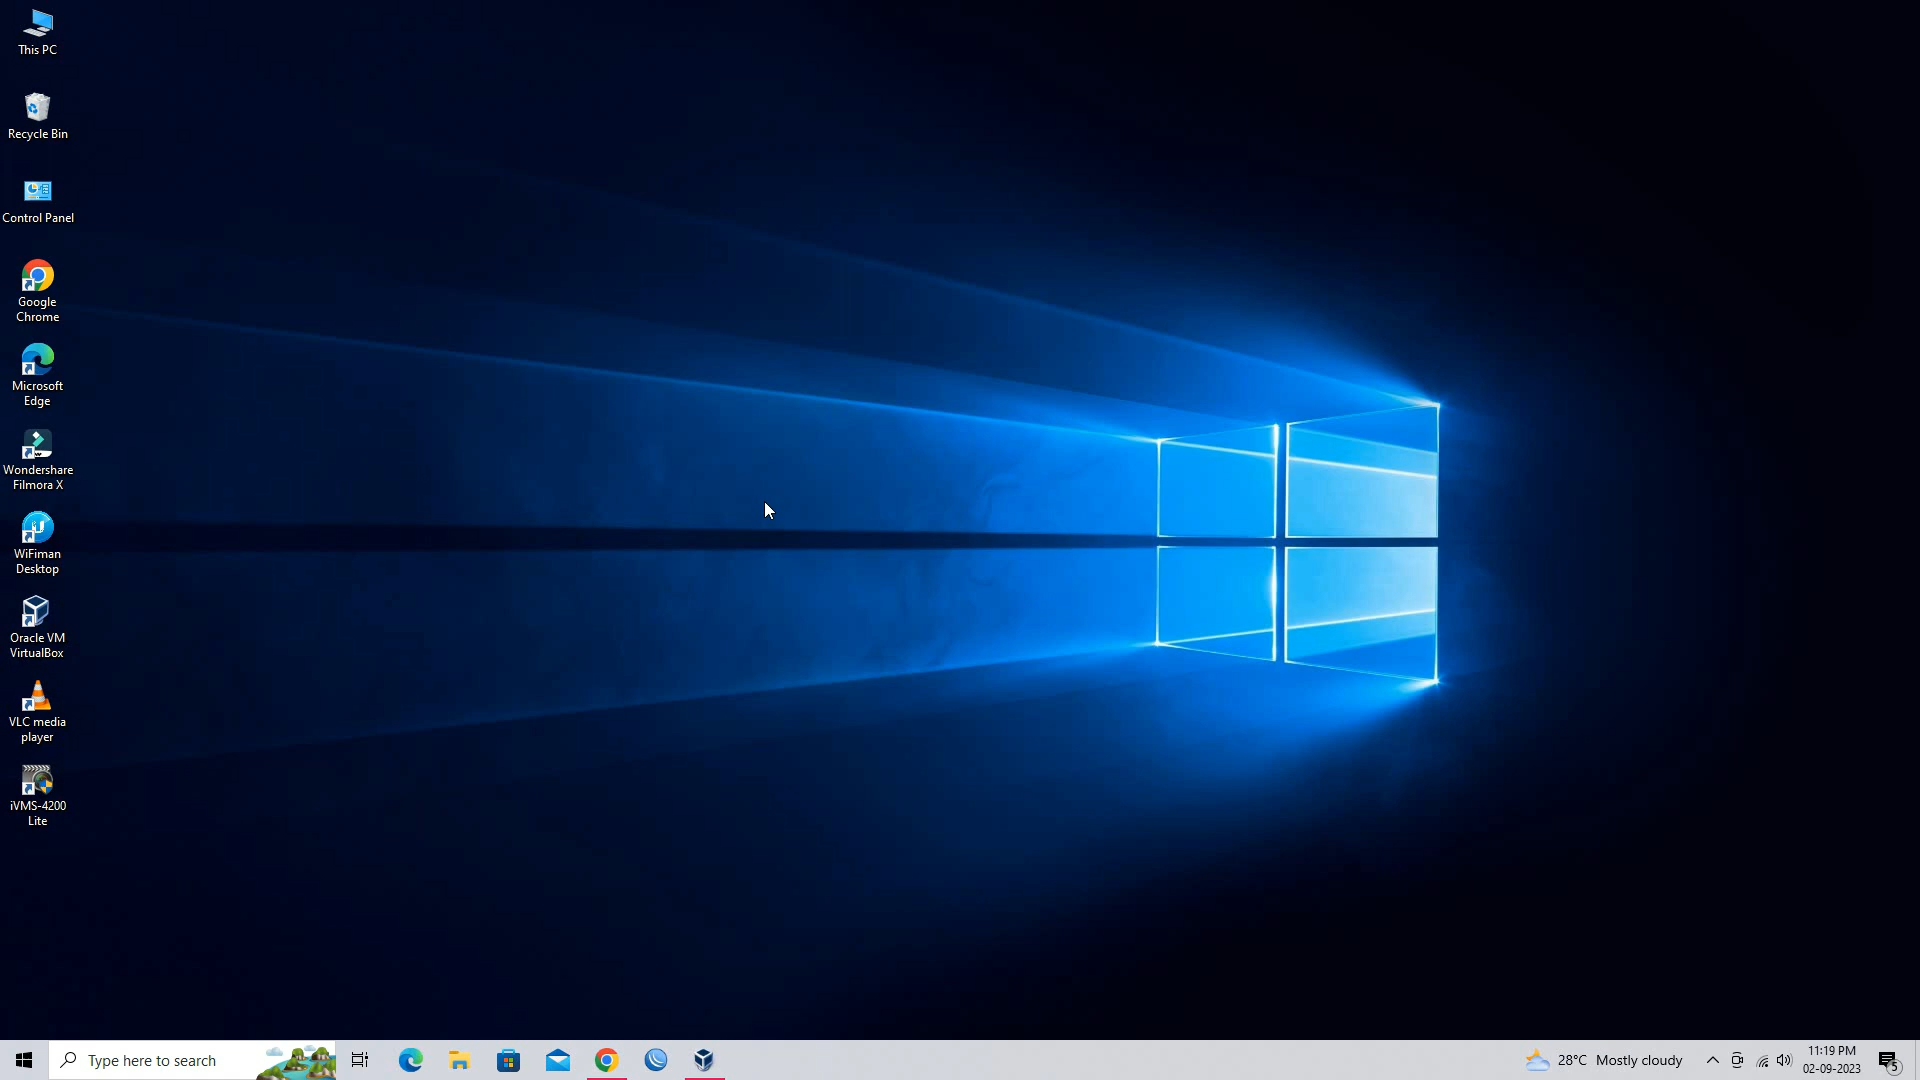 This PC
Recycle Bin
Control Panel
Google
Chrome
Microsoft
Edge
Wondershare
Filmora X
WiFiman
Desktop
Oracle VM
VirtualBox
VLC media
player
iVMS-4200
Lite
Type here to search
28°C Mostly cloudy
11:19 PM
02-09-2023
5